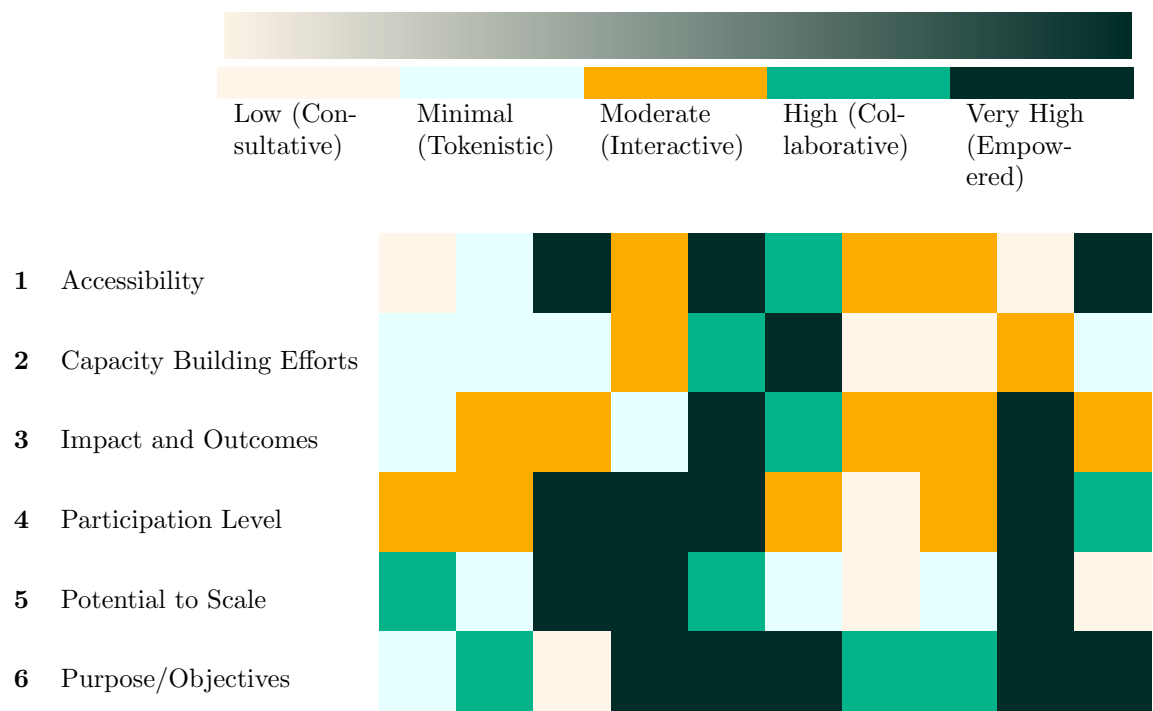 Low (Con-
sultative)
Minimal
(Tokenistic)
Moderate
(Interactive)
High (Col-
laborative)
Very High
(Empow-
ered)
1 Accessibility
2 Capacity Building Efforts
3 Impact and Outcomes
4 Participation Level
5 Potential to Scale
6 Purpose/Objectives